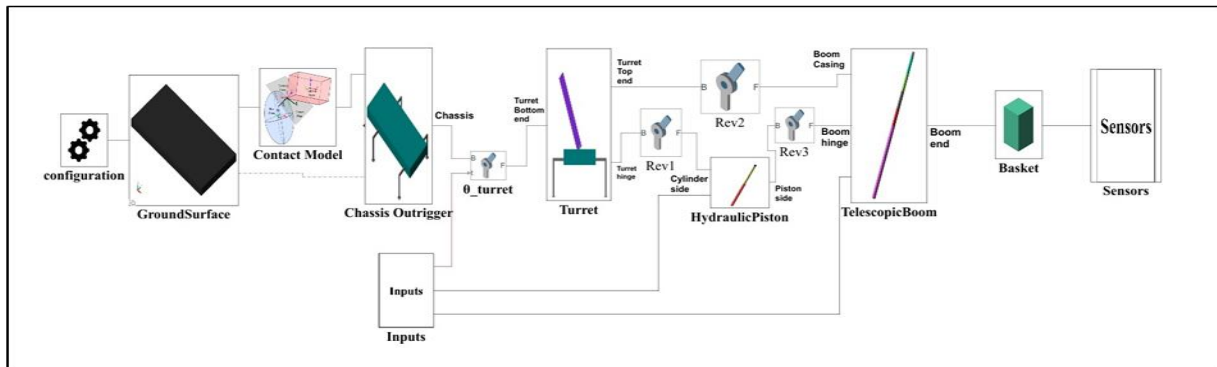 configuration
GroundSurface
Contact Model
Chassis Outrigger
Chassis
B
F
θ_turret
Turret
Bottom
end
Turret
Turret
Top
end
Turret
hinge
B
F
Rev1
B
F
Rev2
Cylinder
side
HydraulicPiston
Piston
side
B
F
Rev3
Boom
Casing
Boom
hinge
TelescopicBoom
Boom
end
Basket
Sensors
Sensors
Inputs
Inputs